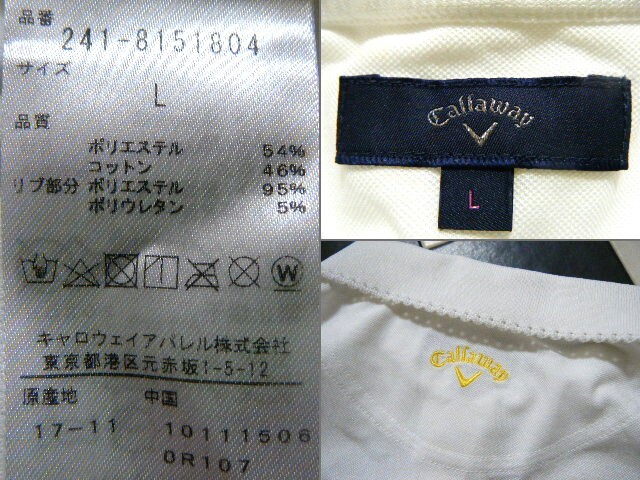 品番
241-8151804
サイズ
L
品質
ポリエステル 54%
コットン 46%
リブ部分 ポリエステル 95%
ポリウレタン 5%
W
キャロウェイアパレル株式会社
東京都港区元赤坂1-5-12
原産地 中国
17-11 10111506
0R107
Callaway
L
Callaway